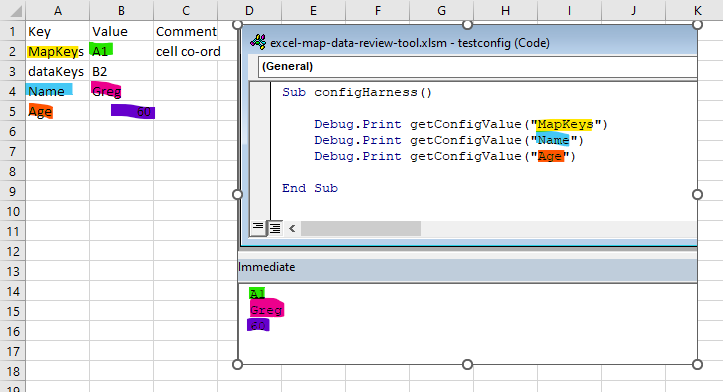 A B C D E F G H I J K
1 Key Value Comment
2 MapKeys A1 cell co-ord
3 dataKeys B2
4 Name Greg
5 Age 60
6
7
8
9
10
11
12
13
14
15
16
17
18
19
excel-map-data-review-tool.xlsm - testconfig (Code)
(General)
Sub configHarness()
Debug.Print getConfigValue("MapKeys")
Debug.Print getConfigValue("Name")
Debug.Print getConfigValue("Age")
End Sub
Immediate
A1
Greg
60